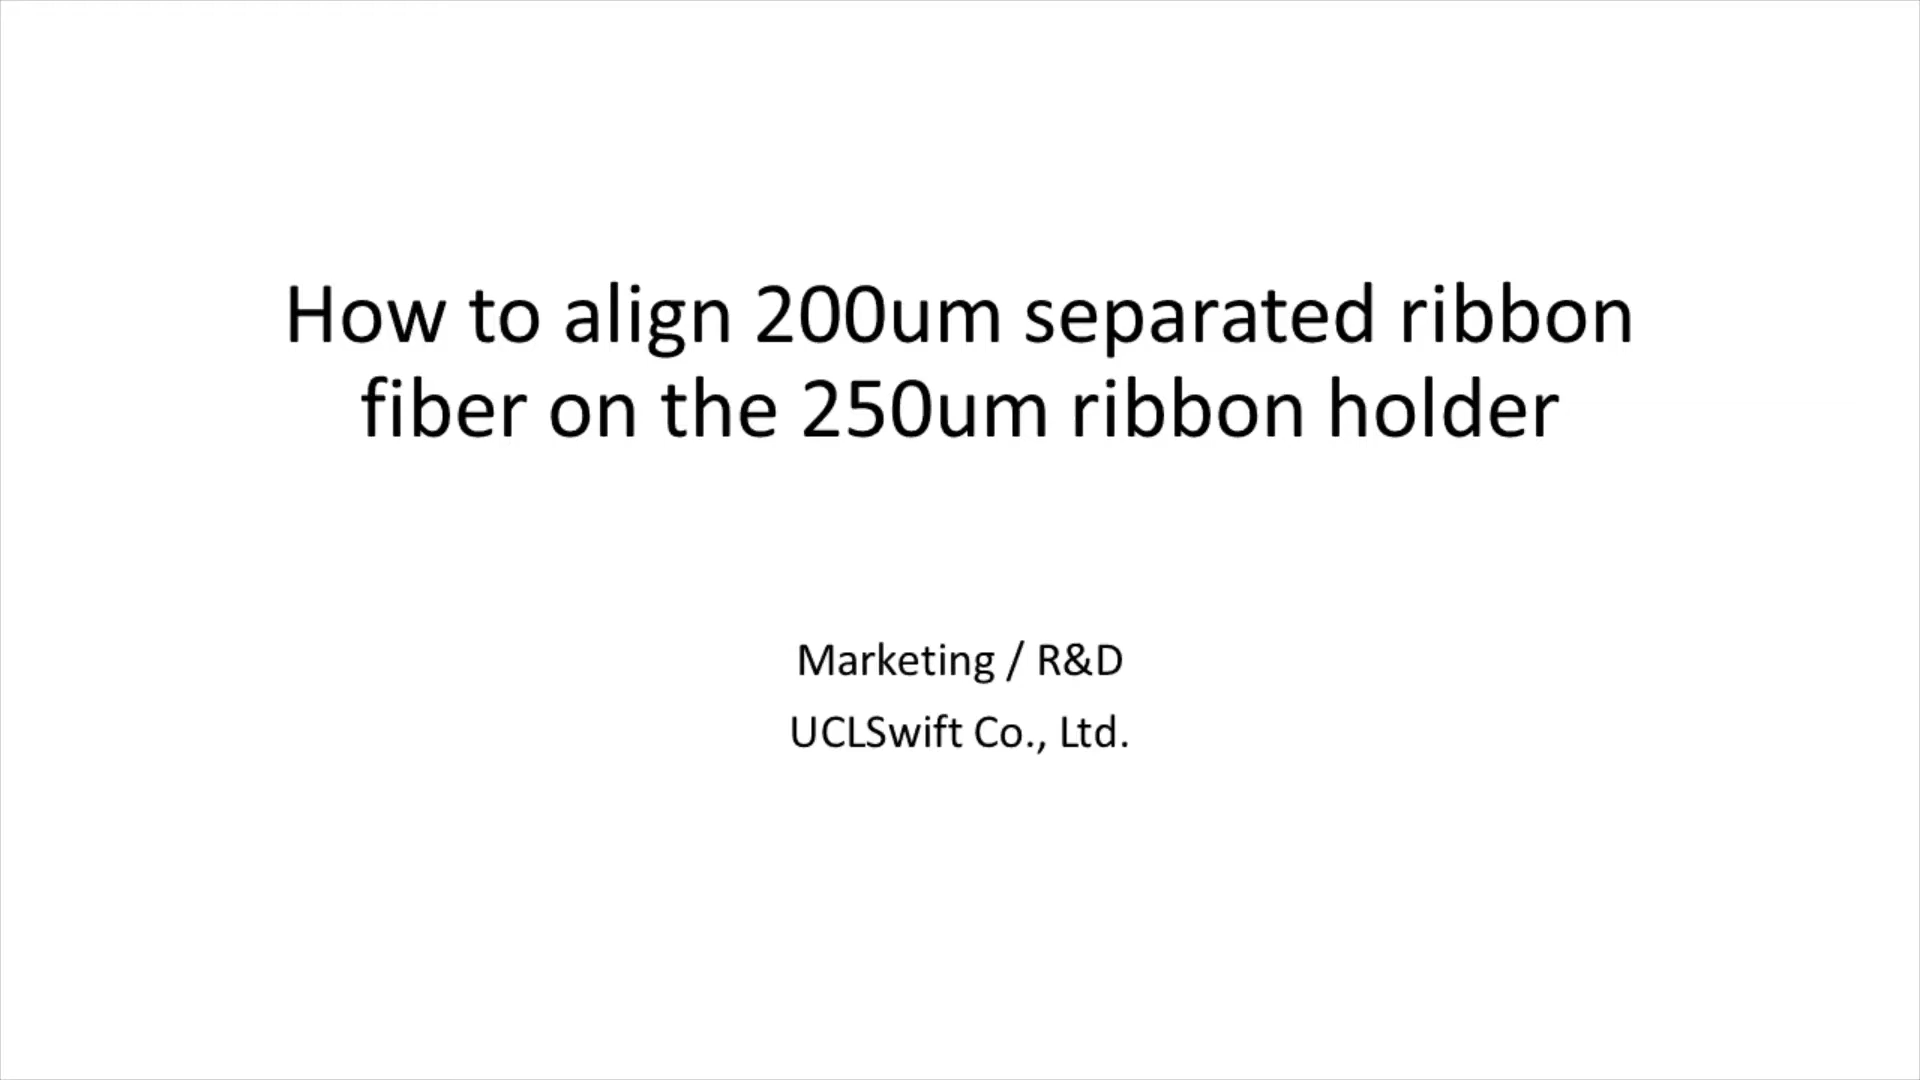 How to align 200um separated ribbon
fiber on the 250um ribbon holder
Marketing / R&D
UCLSwift Co., Ltd.